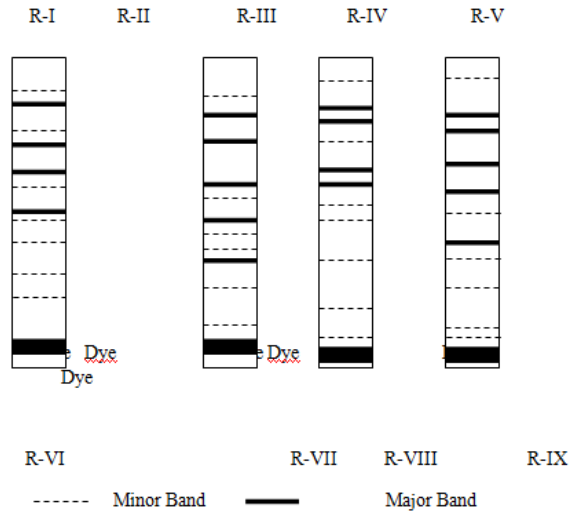 R-I R-II R-III R-IV R-V
Dye Dye
Dye
R-VI R-VII R-VIII R-IX
Minor Band Major Band